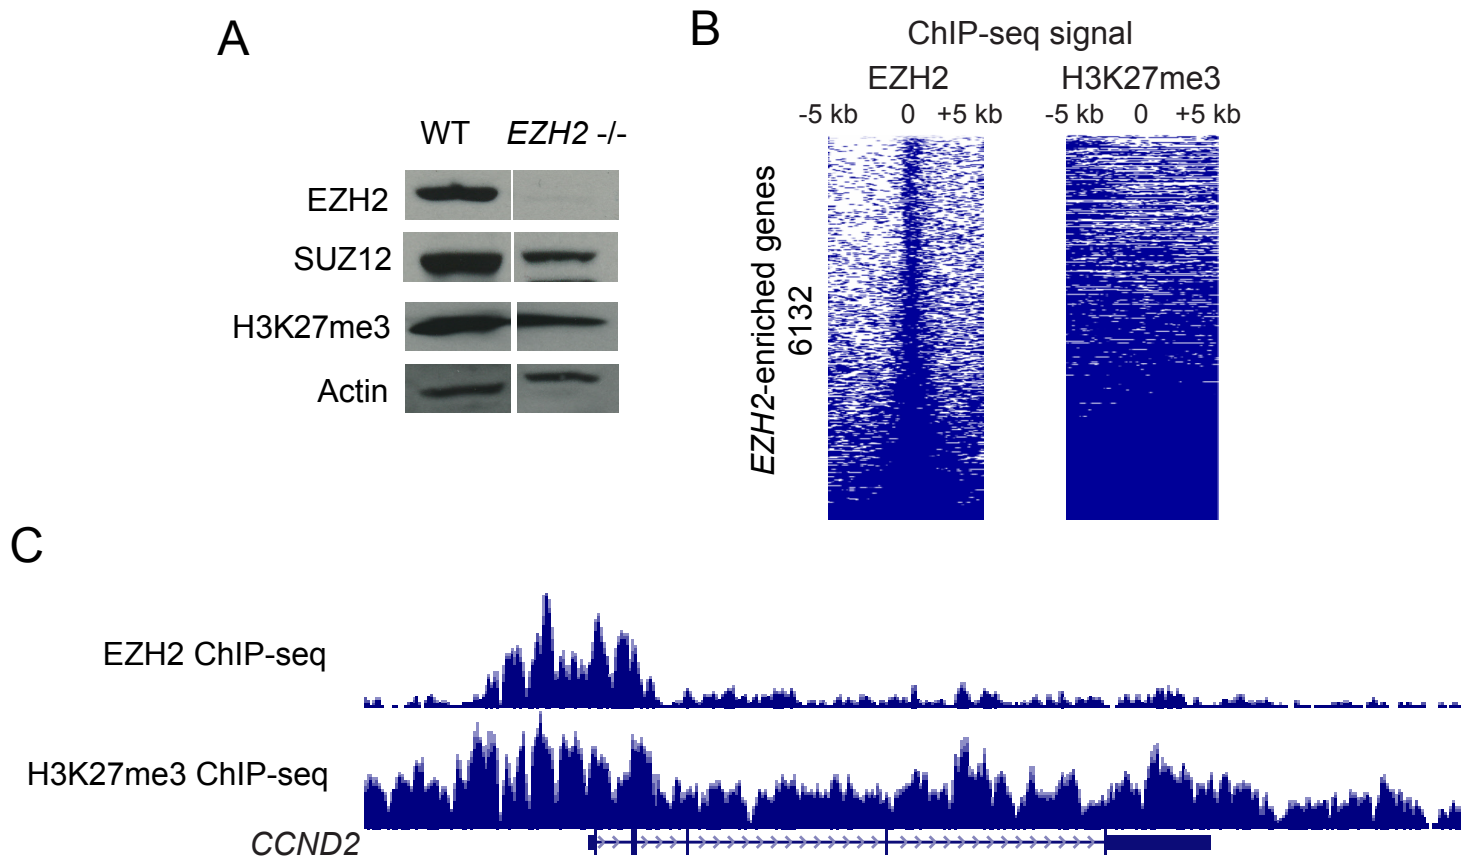 A
WT EZH2 -/-
EZH2
SUZ12
H3K27me3
Actin
B
ChIP-seq signal
EZH2 H3K27me3
-5 kb 0 +5 kb -5 kb 0 +5 kb
EZH2-enriched genes
6132
C
EZH2 ChIP-seq
H3K27me3 ChIP-seq
CCND2